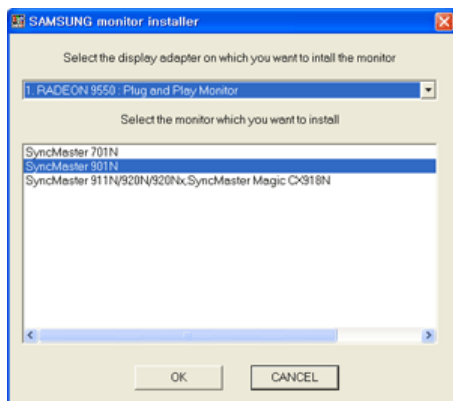 SAMSUNG monitor installer
Select the display adapter on which you want to intall the monitor
1. RADEON 9550 : Plug and Play Monitor
Select the monitor which you want to install
SyncMaster 701N
SyncMaster 901N
SyncMaster 911N/920N/920Nx,SyncMaster Magic CX918N
OK
CANCEL